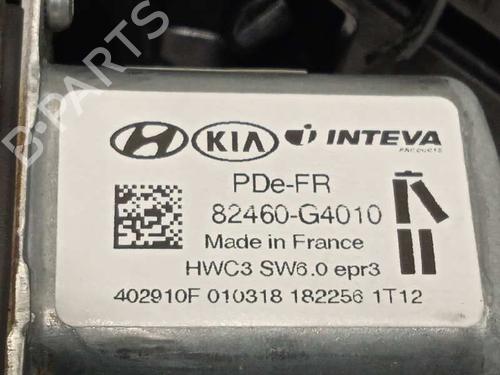 B-PARTS
KIA INTEVA
PRODUCTS
PDe-FR
82460-G4010
Made in France
HWC3 SW6.0 epr3
402910F 010318 182256 1T12